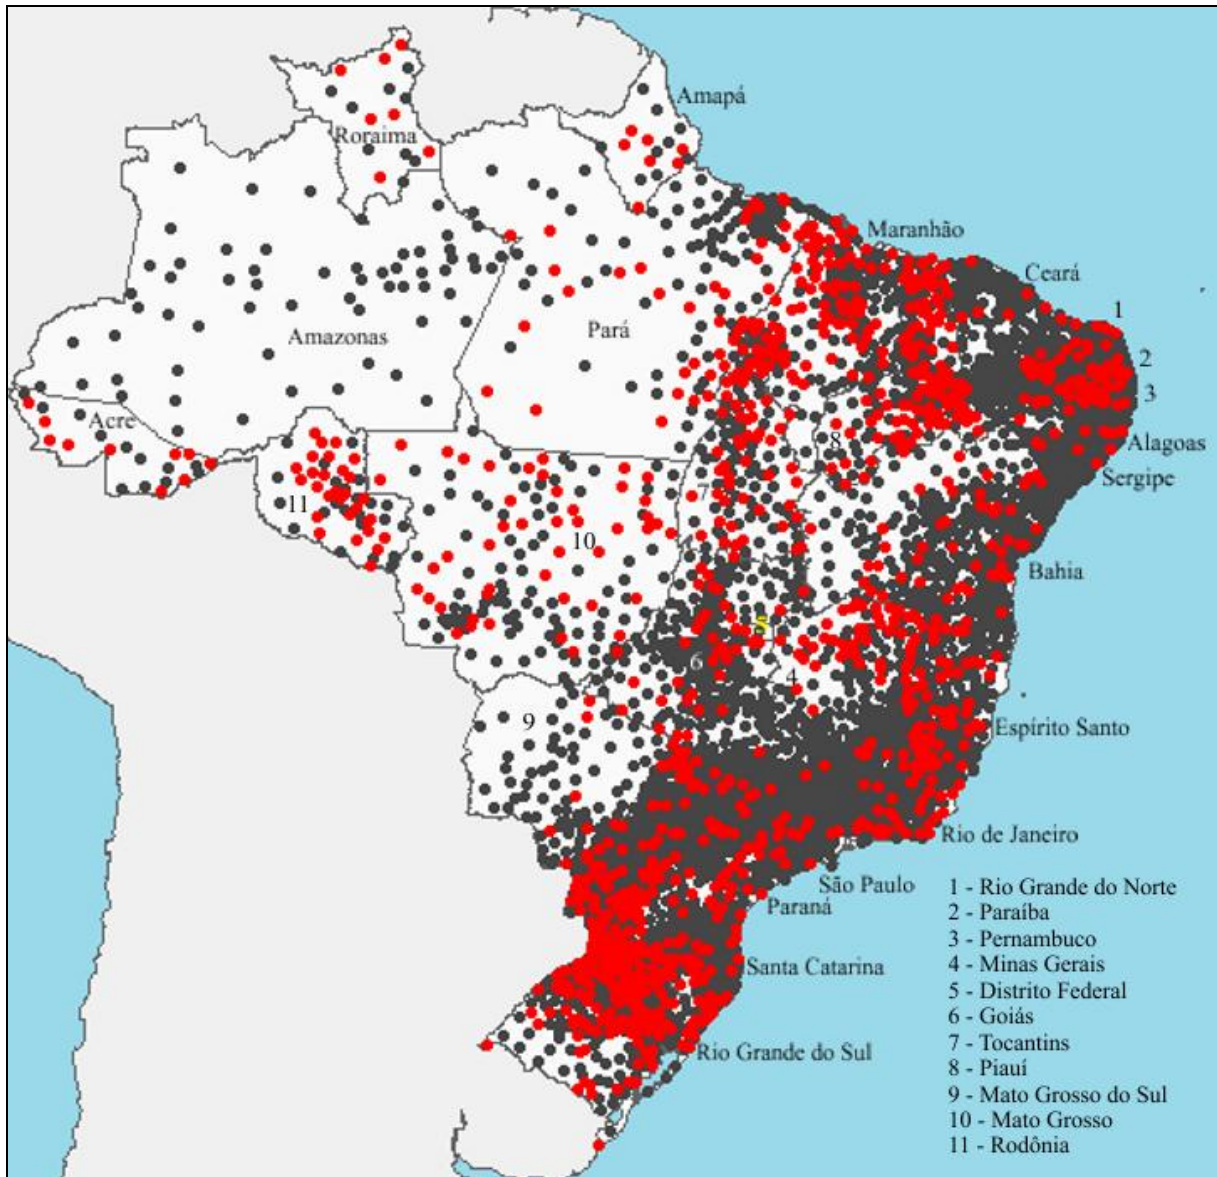 Amapá
Roraima
Maranhão
Ceará
1
Amazonas
Pará
2
3
Acre
8
Alagoas
Sergipe
7
11
10
Bahia
5
6
4
9
Espírito Santo
Rio de Janeiro
São Paulo
Paraná
Santa Catarina
Rio Grande do Sul
1 - Rio Grande do Norte
2 - Paraíba
3 - Pernambuco
4 - Minas Gerais
5 - Distrito Federal
6 - Goiás
7 - Tocantins
8 - Piauí
9 - Mato Grosso do Sul
10 - Mato Grosso
11 - Rodônia